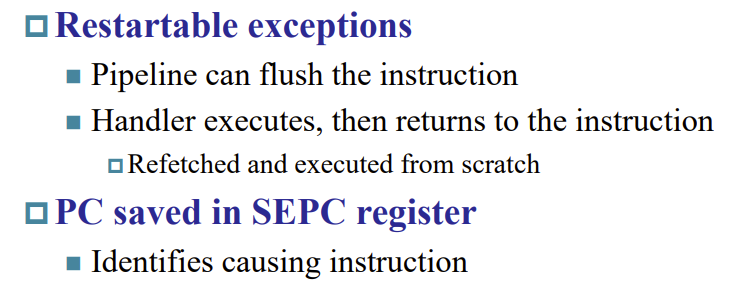 Restartable exceptions
Pipeline can flush the instruction
Handler executes, then returns to the instruction
Refetched and executed from scratch
PC saved in SEPC register
Identifies causing instruction